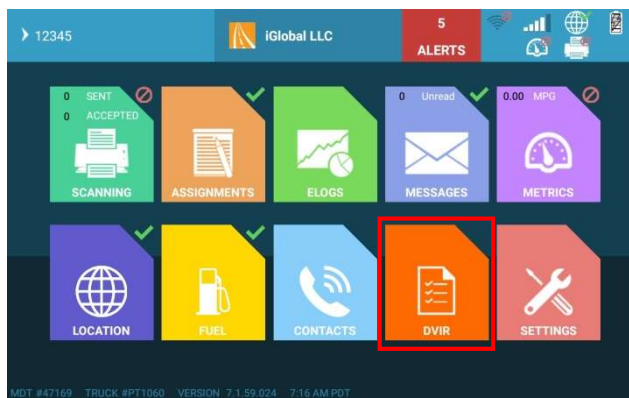 12345
iGlobal LLC
5
ALERTS
0 SENT
0 ACCEPTED
SCANNING
ASSIGNMENTS
ELOGS
0 Unread
MESSAGES
0.00 MPG
METRICS
LOCATION
FUEL
CONTACTS
DVIR
SETTINGS
MDT #47169 TRUCK #PT1060 VERSION 7.1.59.024 7:16 AM PDT